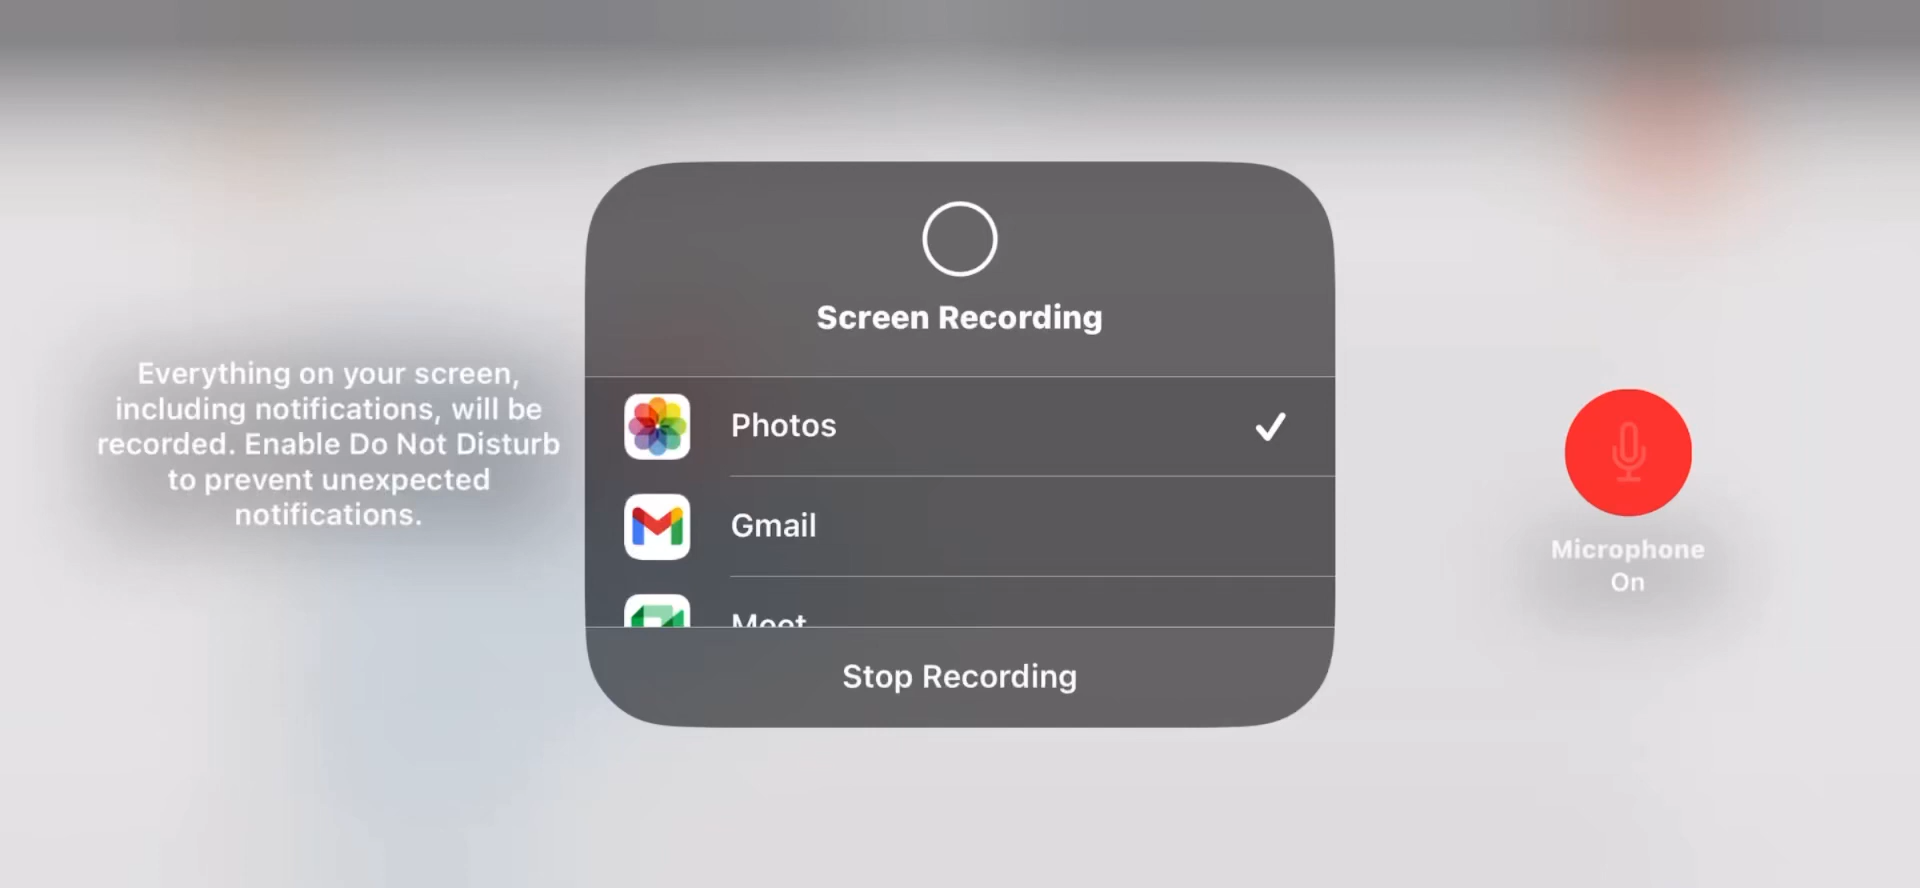 Screen Recording
Everything on your screen,
including notifications, will be
recorded. Enable Do Not Disturb
to prevent unexpected
notifications.
Photos
Gmail
Meet
Stop Recording
Microphone
On